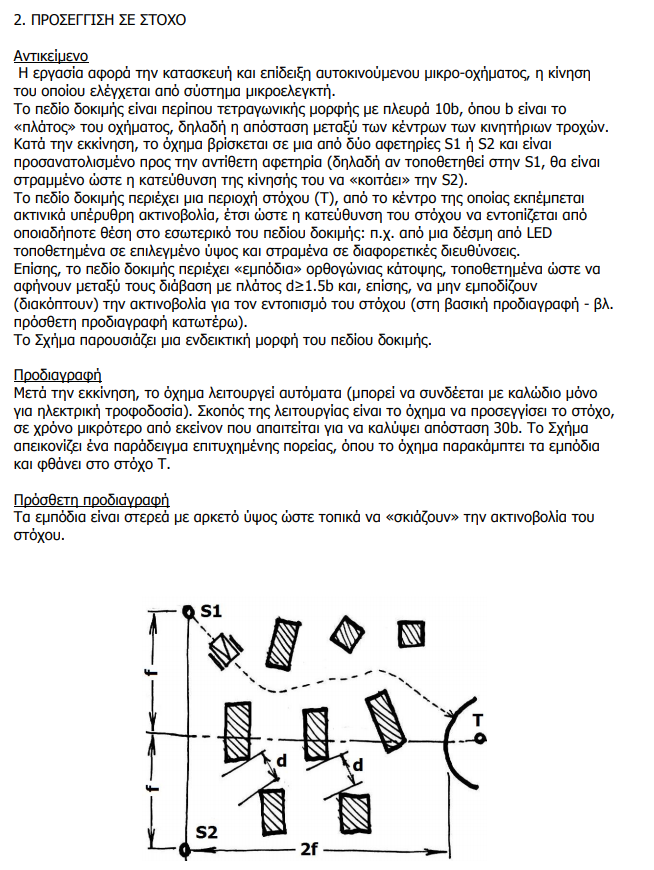 2. ΠΡΟΣΕΓΓΙΣΗ ΣΕ ΣΤΟΧΟ
Αντικείμενο
Η εργασία αφορά την κατασκευή και επίδειξη αυτοκινούμενου μικρο-οχήματος, η κίνηση
του οποίου ελέγχεται από σύστημα μικροελεγκτή.
Το πεδίο δοκιμής είναι περίπου τετραγωνικής μορφής με πλευρά 10b, όπου b είναι το
«πλάτος» του οχήματος, δηλαδή η απόσταση μεταξύ των κέντρων των κινητήριων τροχών.
Κατά την εκκίνηση, το όχημα βρίσκεται σε μια από δύο αφετηρίες S1 ή S2 και είναι
προσανατολισμένο προς την αντίθετη αφετηρία (δηλαδή αν τοποθετηθεί στην S1, θα είναι
στραμμένο ώστε η κατεύθυνση της κίνησής του να «κοιτάει» την S2).
Το πεδίο δοκιμής περιέχει μια περιοχή στόχου (Τ), από το κέντρο της οποίας εκπέμπεται
ακτινικά υπέρυθρη ακτινοβολία, έτσι ώστε η κατεύθυνση του στόχου να εντοπίζεται από
οποιαδήποτε θέση στο εσωτερικό του πεδίου δοκιμής: π.χ. από μια δέσμη από LED
τοποθετημένα σε επιλεγμένο ύψος και στραμένα σε διαφορετικές διευθύνσεις.
Επίσης, το πεδίο δοκιμής περιέχει «εμπόδια» ορθογώνιας κάτοψης, τοποθετημένα ώστε να
αφήνουν μεταξύ τους διάβαση με πλάτος d≥1.5b και, επίσης, να μην εμποδίζουν
(διακόπτουν) την ακτινοβολία για τον εντοπισμό του στόχου (στη βασική προδιαγραφή - βλ.
πρόσθετη προδιαγραφή κατωτέρω).
Το Σχήμα παρουσιάζει μια ενδεικτική μορφή του πεδίου δοκιμής.
Προδιαγραφή
Μετά την εκκίνηση, το όχημα λειτουργεί αυτόματα (μπορεί να συνδέεται με καλώδιο μόνο
για ηλεκτρική τροφοδοσία). Σκοπός της λειτουργίας είναι το όχημα να προσεγγίσει το στόχο,
σε χρόνο μικρότερο από εκείνον που απαιτείται για να καλύψει απόσταση 30b. Το Σχήμα
απεικονίζει ένα παράδειγμα επιτυχημένης πορείας, όπου το όχημα παρακάμπτει τα εμπόδια
και φθάνει στο στόχο Τ.
Πρόσθετη προδιαγραφή
Τα εμπόδια είναι στερεά με αρκετό ύψος ώστε τοπικά να «σκιάζουν» την ακτινοβολία του
στόχου.
S1
f
T
d
d
f
S2
2f